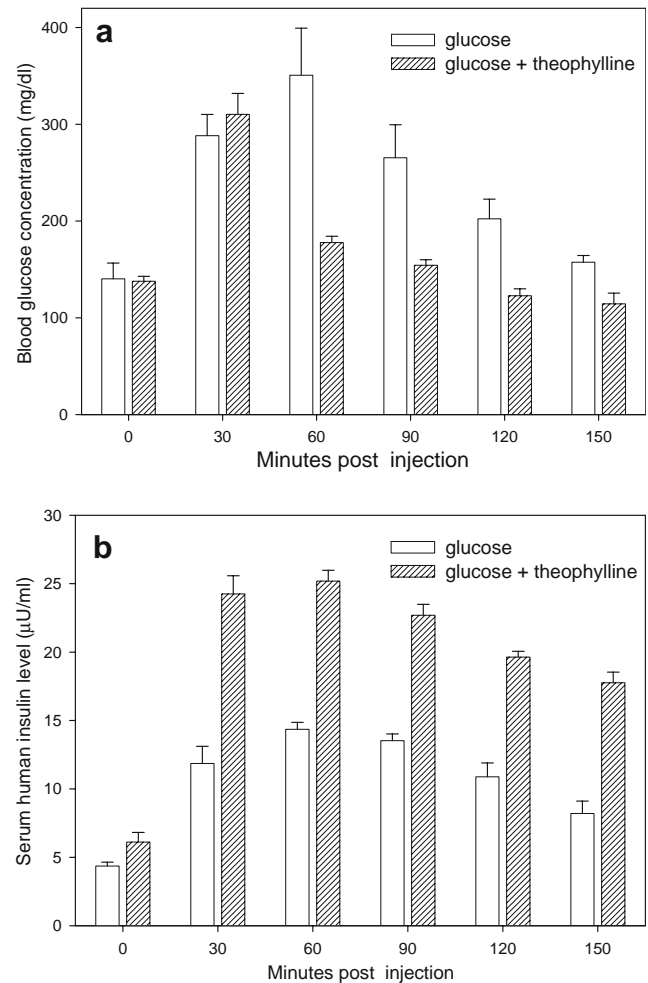 a
glucose
glucose + theophylline
Blood glucose concentration (mg/dl)
400
300
200
100
0
0 30 60 90 120 150
Minutes post injection
b
glucose
glucose + theophylline
Serum human insulin level (μU/ml)
30
25
20
15
10
5
0
0 30 60 90 120 150
Minutes post injection